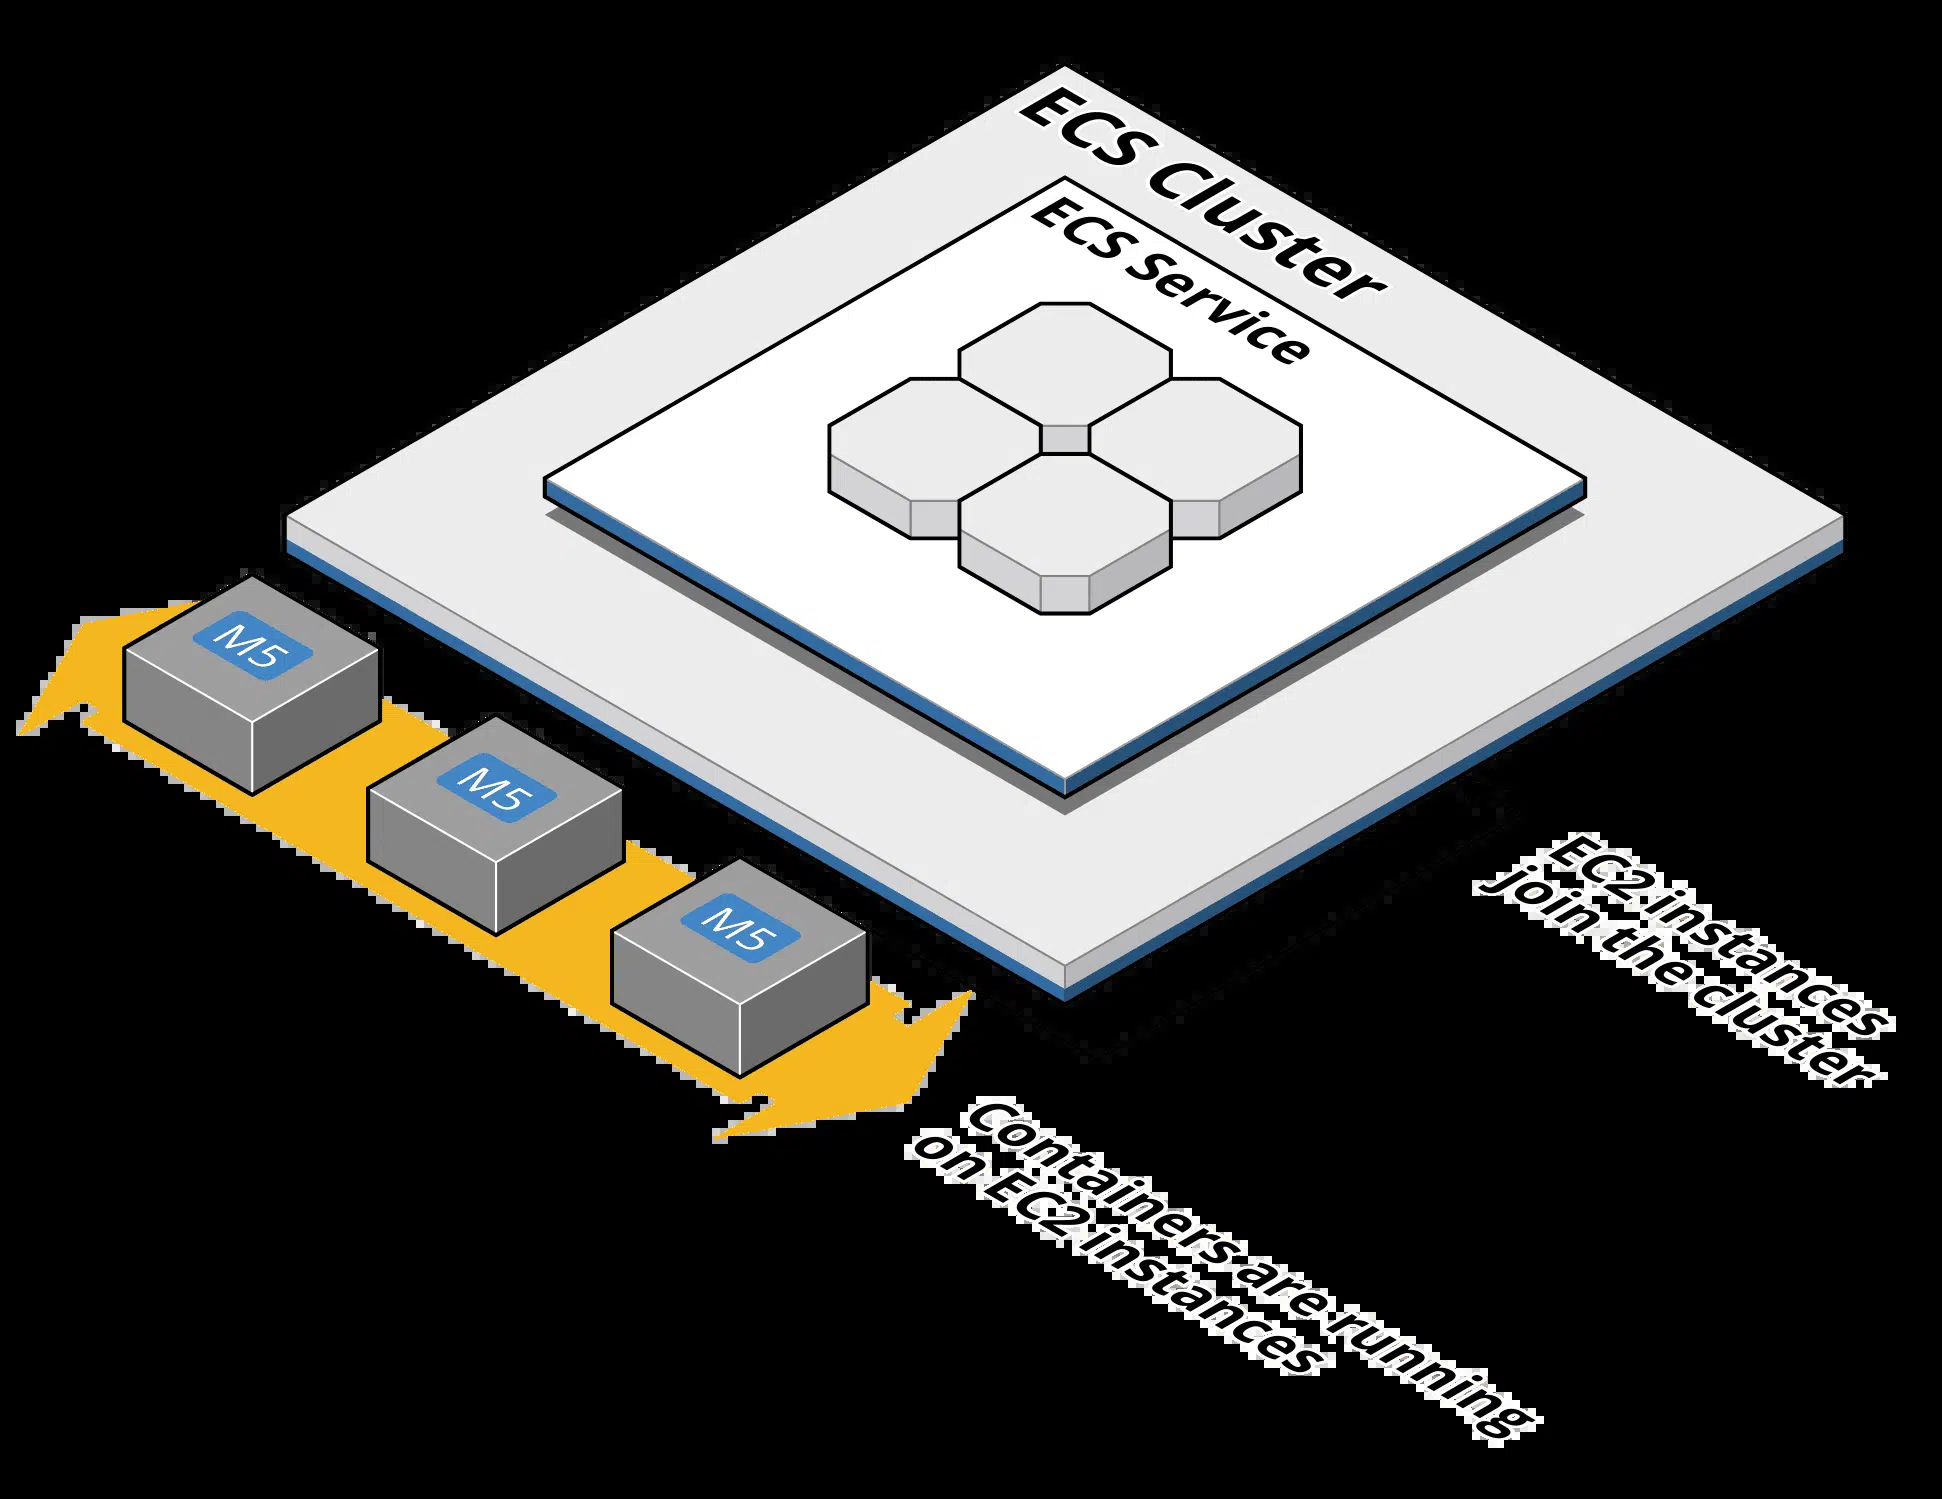 ECS Cluster
ECS Service
M5
M5
M5
EC2 instances
join the cluster
Containers are running
on EC2 instances